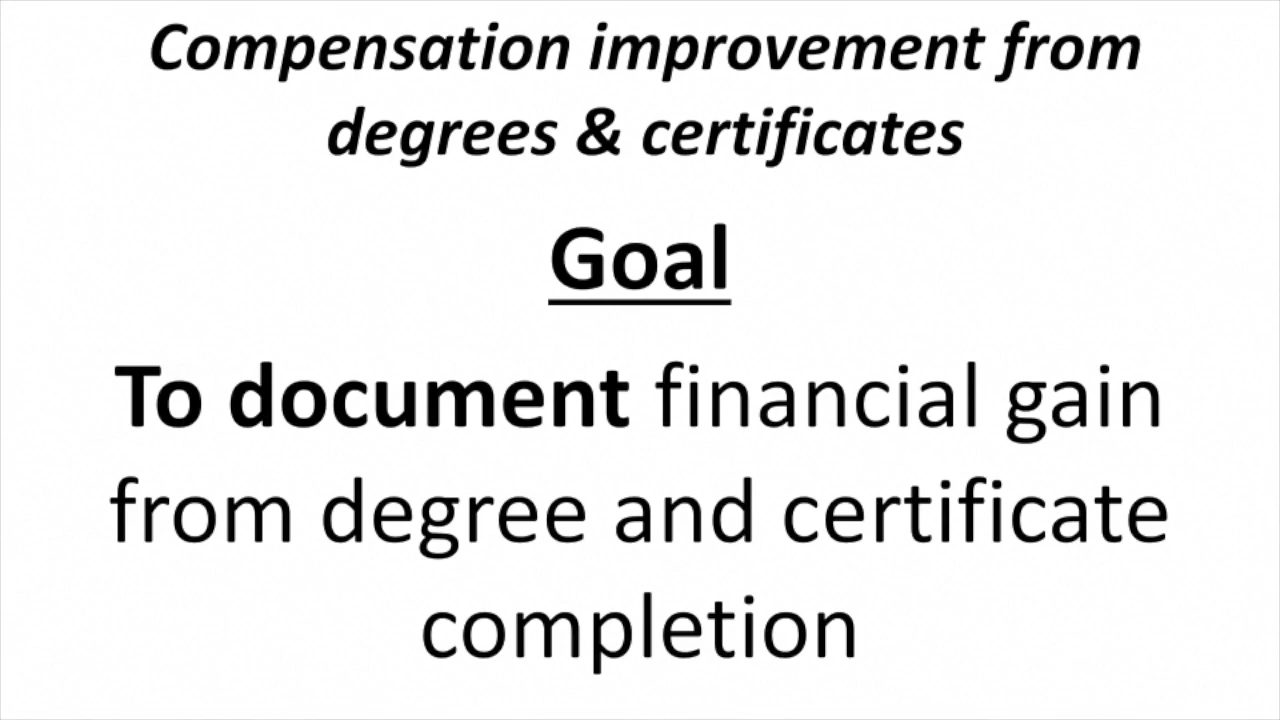 Compensation improvement from
degrees & certificates
Goal
To document financial gain
from degree and certificate
completion